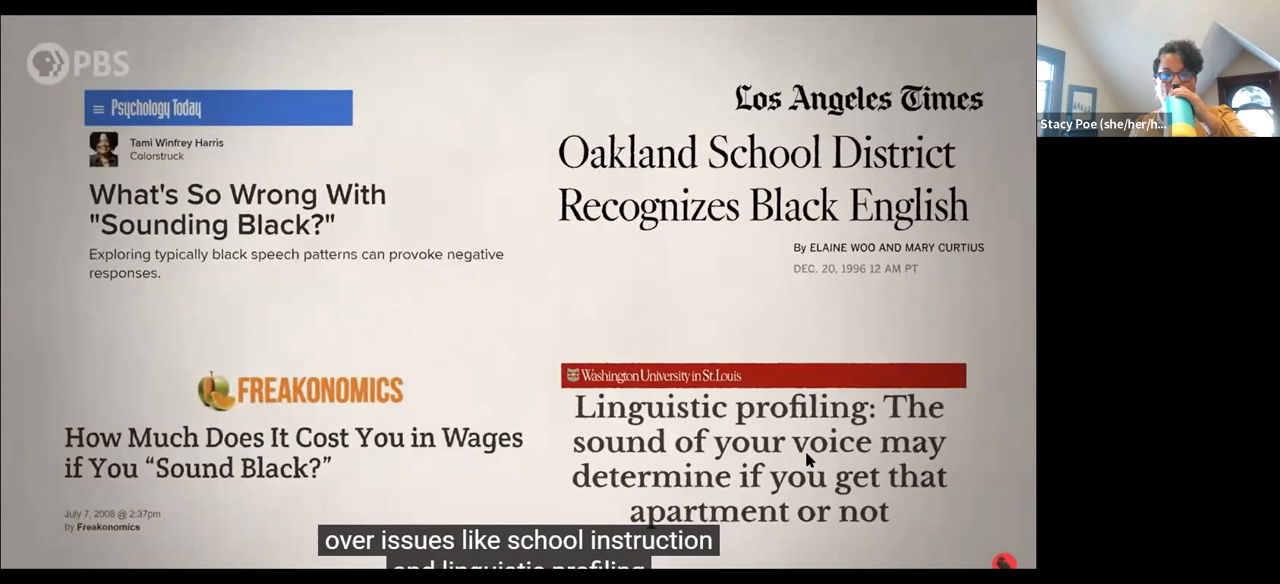 PBS
Psychology Today
Tami Winfrey Harris
Colorstruck
What's So Wrong With
"Sounding Black?"
Exploring typically black speech patterns can provoke negative
responses.
Los Angeles Times
Oakland School District
Recognizes Black English
By ELAINE WOO AND MARY CURTIUS
DEC. 20, 1996 12 AM PT
FREAKONOMICS
How Much Does It Cost You in Wages
if You “Sound Black?”
July 7, 2008 @ 2:37pm
by Freakonomics
Washington University in St. Louis
Linguistic profiling: The
sound of your voice may
determine if you get that
apartment or not
over issues like school instruction
and linguistic profiling
Stacy Poe (she/her/h...